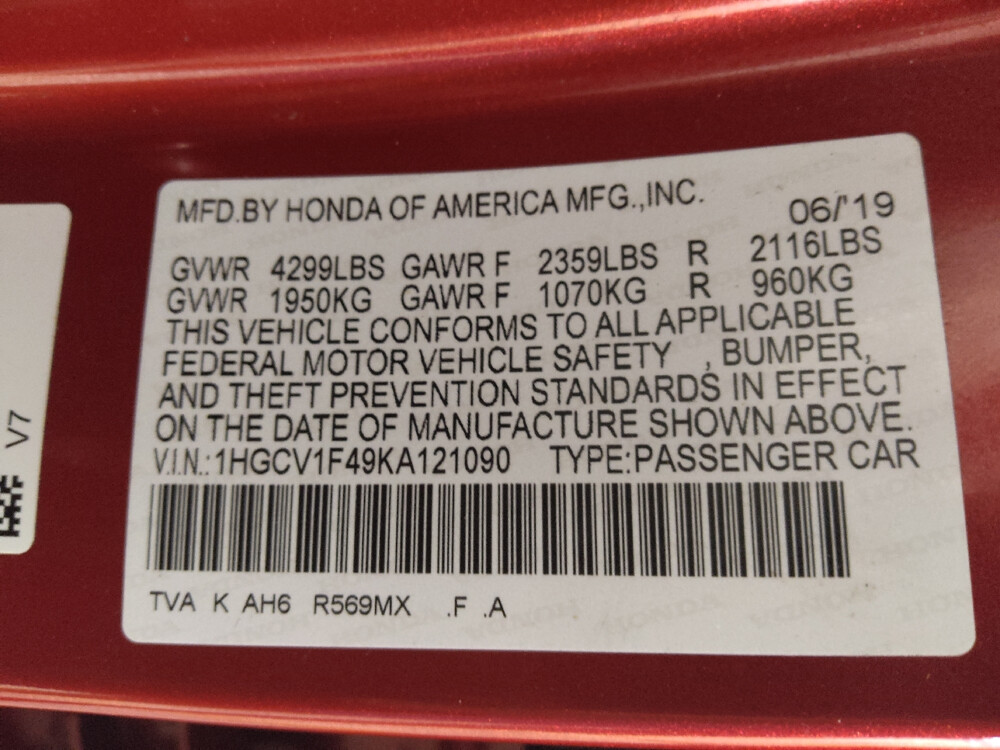 MFD.BY HONDA OF AMERICA MFG.,INC. 06/'19
GVWR 4299LBS GAWR F 2359LBS R 2116LBS
GVWR 1950KG GAWR F 1070KG R 960KG
THIS VEHICLE CONFORMS TO ALL APPLICABLE
FEDERAL MOTOR VEHICLE SAFETY , BUMPER,
AND THEFT PREVENTION STANDARDS IN EFFECT
ON THE DATE OF MANUFACTURE SHOWN ABOVE.
V.I.N.:1HGCV1F49KA121090 TYPE:PASSENGER CAR
TVA K AH6 R569MX .F .A
V7